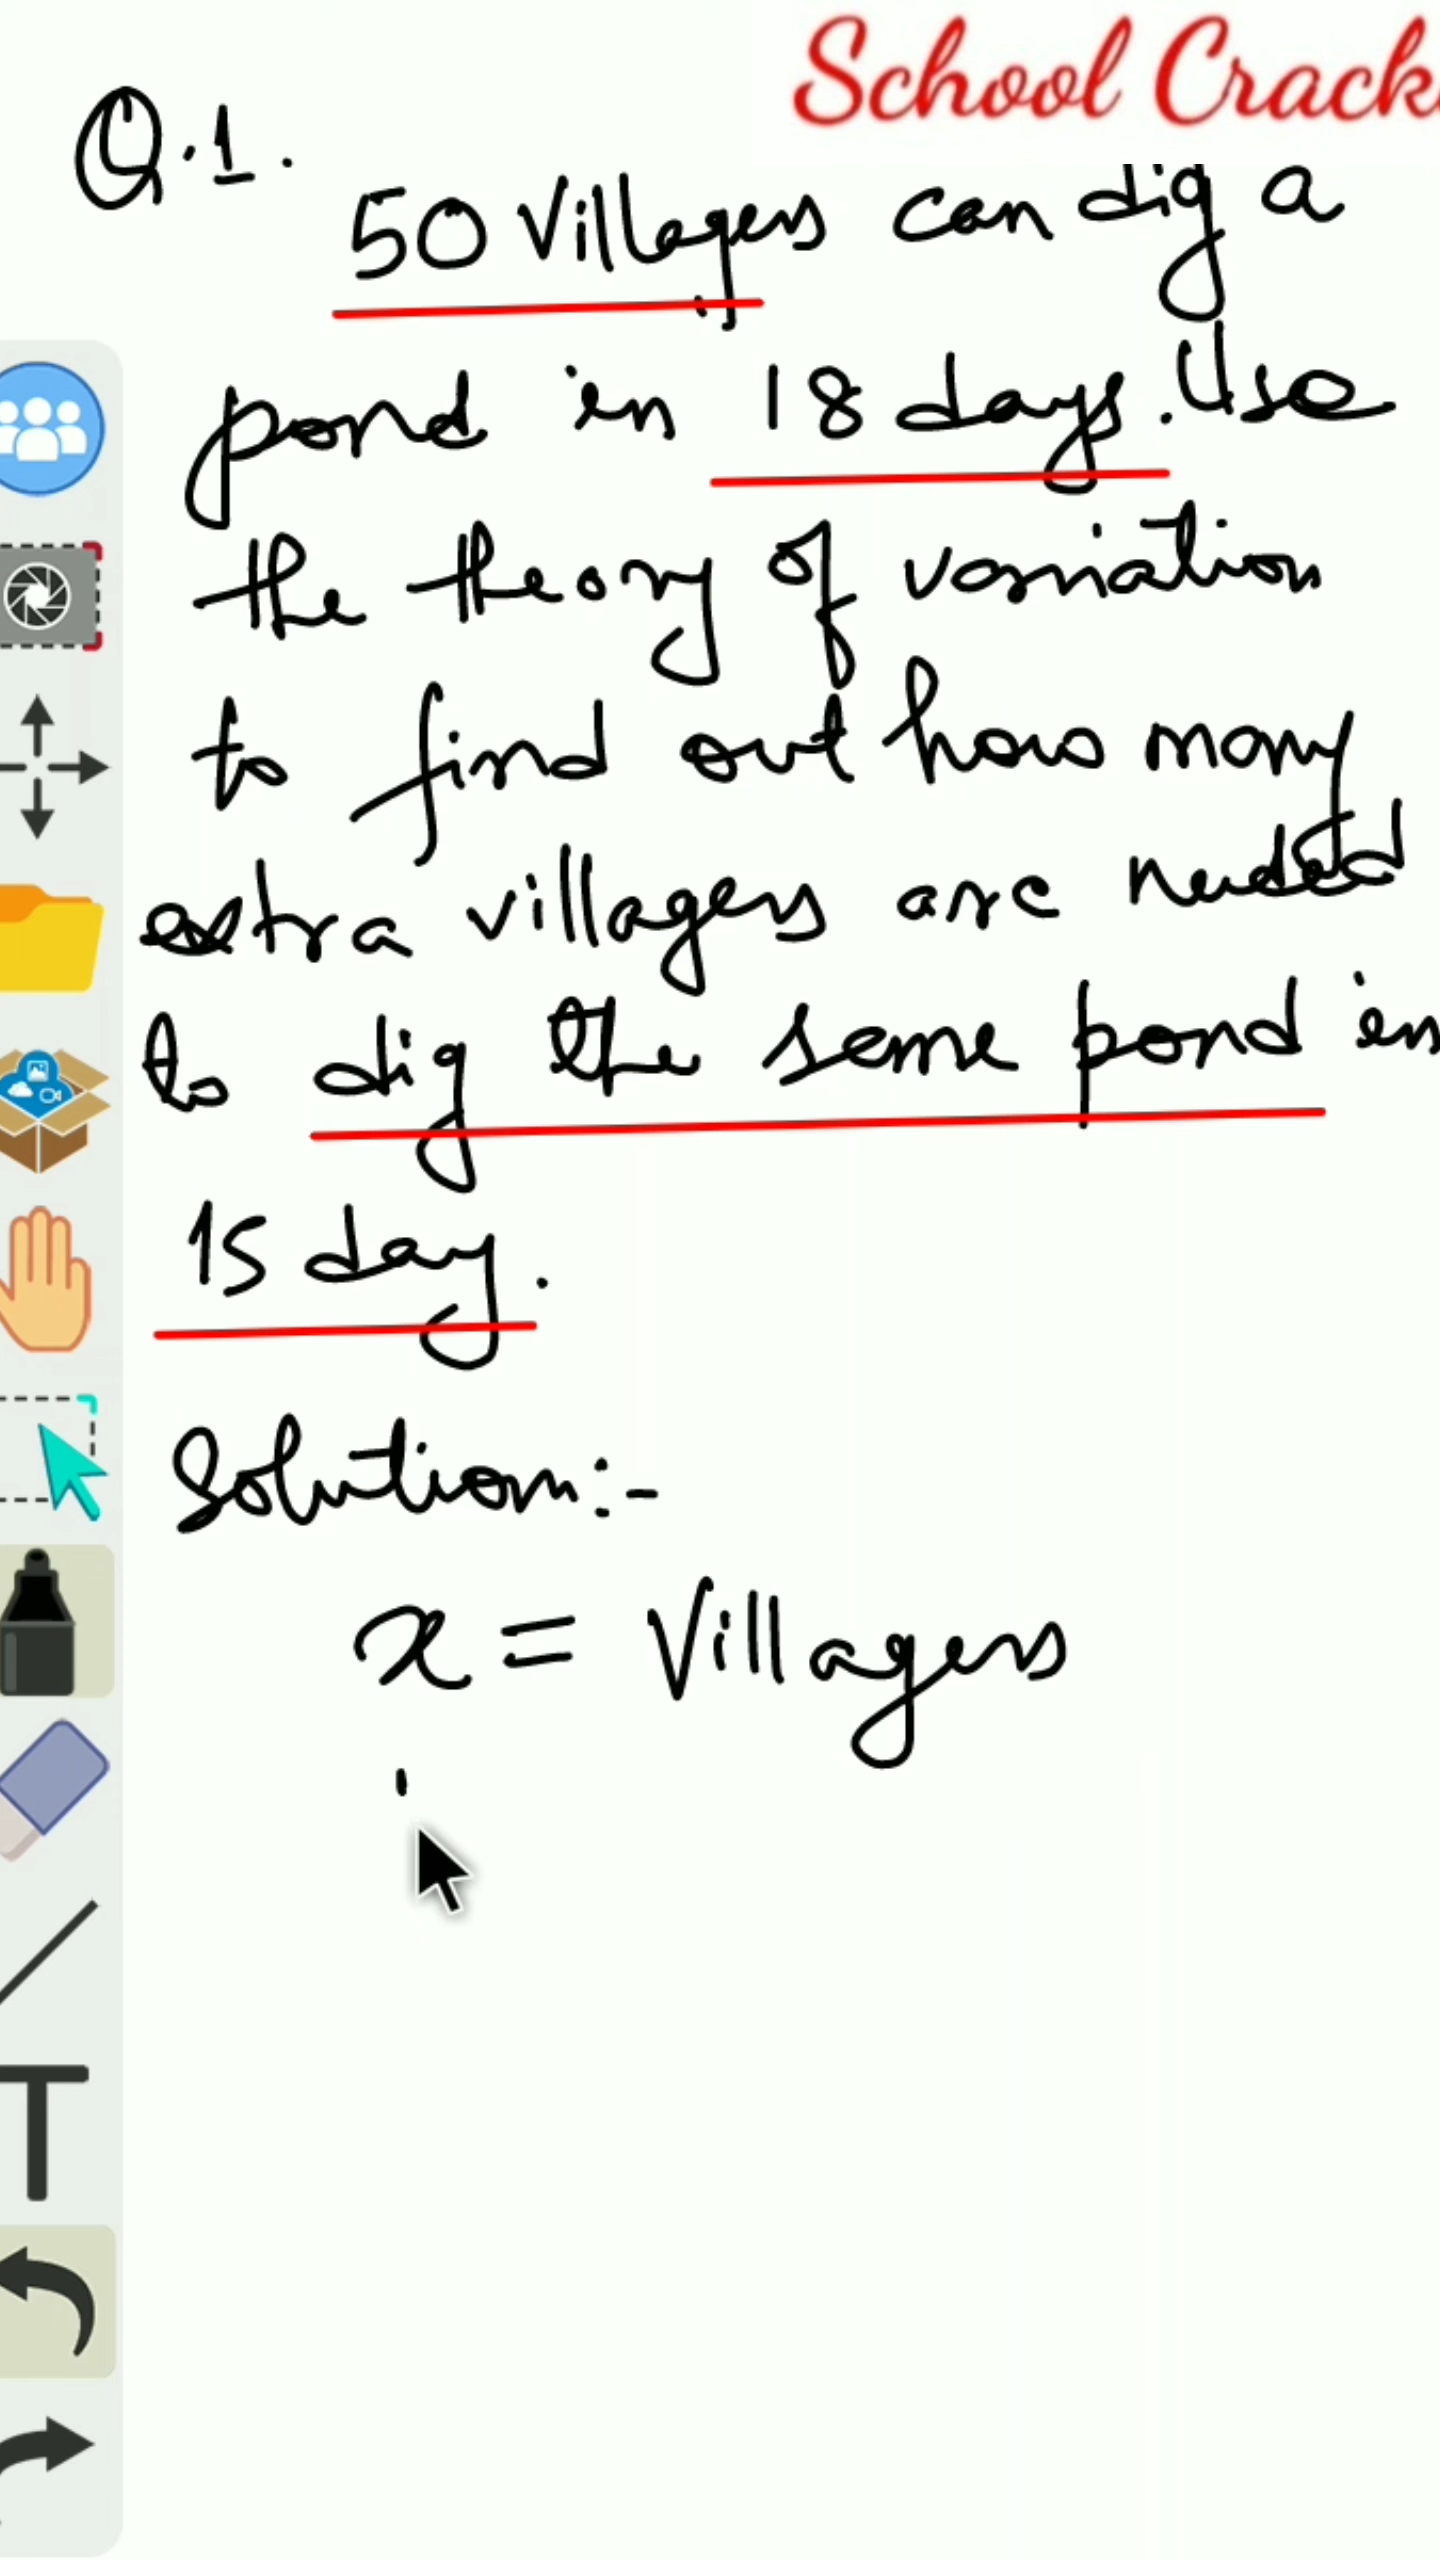 School Crack
Q.1.
50 Villagers can dig a
pond in 18 days. Use
the theory of variation
to find out how many
extra villagers are needed
to dig the same pond in
15 day.
Solution:-
x = Villagers